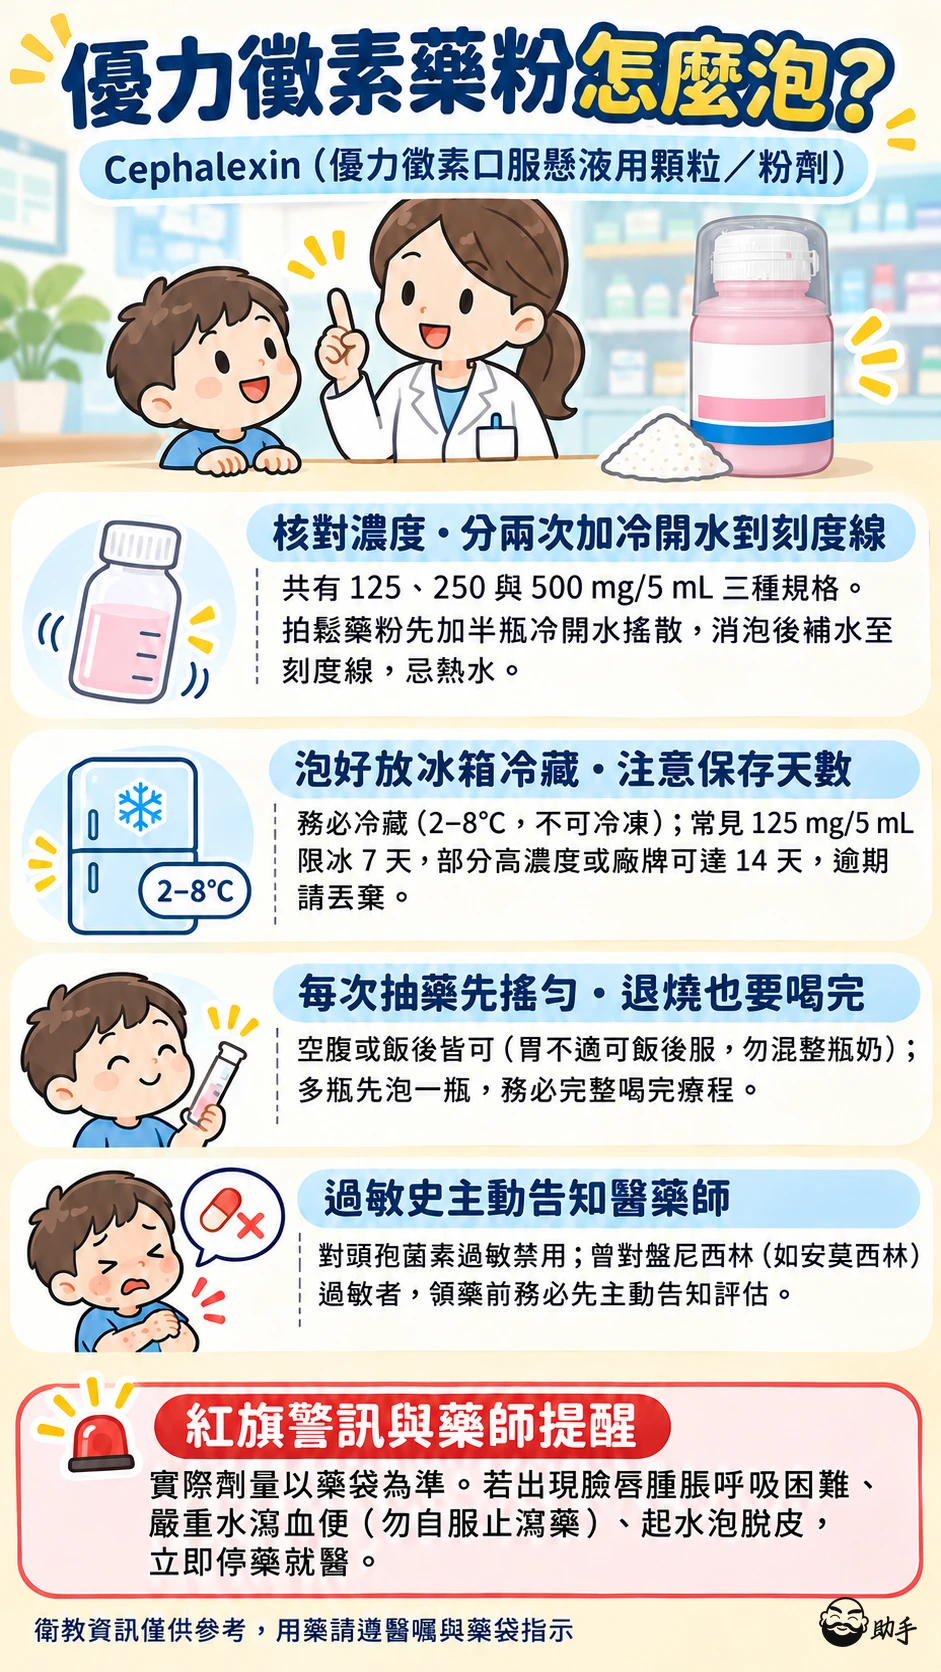 優力黴素藥粉怎麼泡?
Cephalexin（優力黴素口服懸液用顆粒／粉劑）
核對濃度・分兩次加冷開水到刻度線
共有 125、250 與 500 mg/5 mL 三種規格。
拍鬆藥粉先加半瓶冷開水搖散，消泡後補水至
刻度線，忌熱水。
泡好放冰箱冷藏・注意保存天數
2–8°C
務必冷藏（2–8°C，不可冷凍）；常見 125 mg/5 mL
限冰 7 天，部分高濃度或廠牌可達 14 天，逾期
請丟棄。
每次抽藥先搖勻・退燒也要喝完
空腹或飯後皆可（胃不適可飯後服，勿混整瓶奶）；
多瓶先泡一瓶，務必完整喝完療程。
過敏史主動告知醫藥師
對頭孢菌素過敏禁用；曾對盤尼西林（如安莫西林）
過敏者，領藥前務必先主動告知評估。
紅旗警訊與藥師提醒
實際劑量以藥袋為準。若出現臉唇腫脹呼吸困難、
嚴重水瀉血便（勿自服止瀉藥）、起水泡脫皮，
立即停藥就醫。
衛教資訊僅供參考，用藥請遵醫囑與藥袋指示
助手